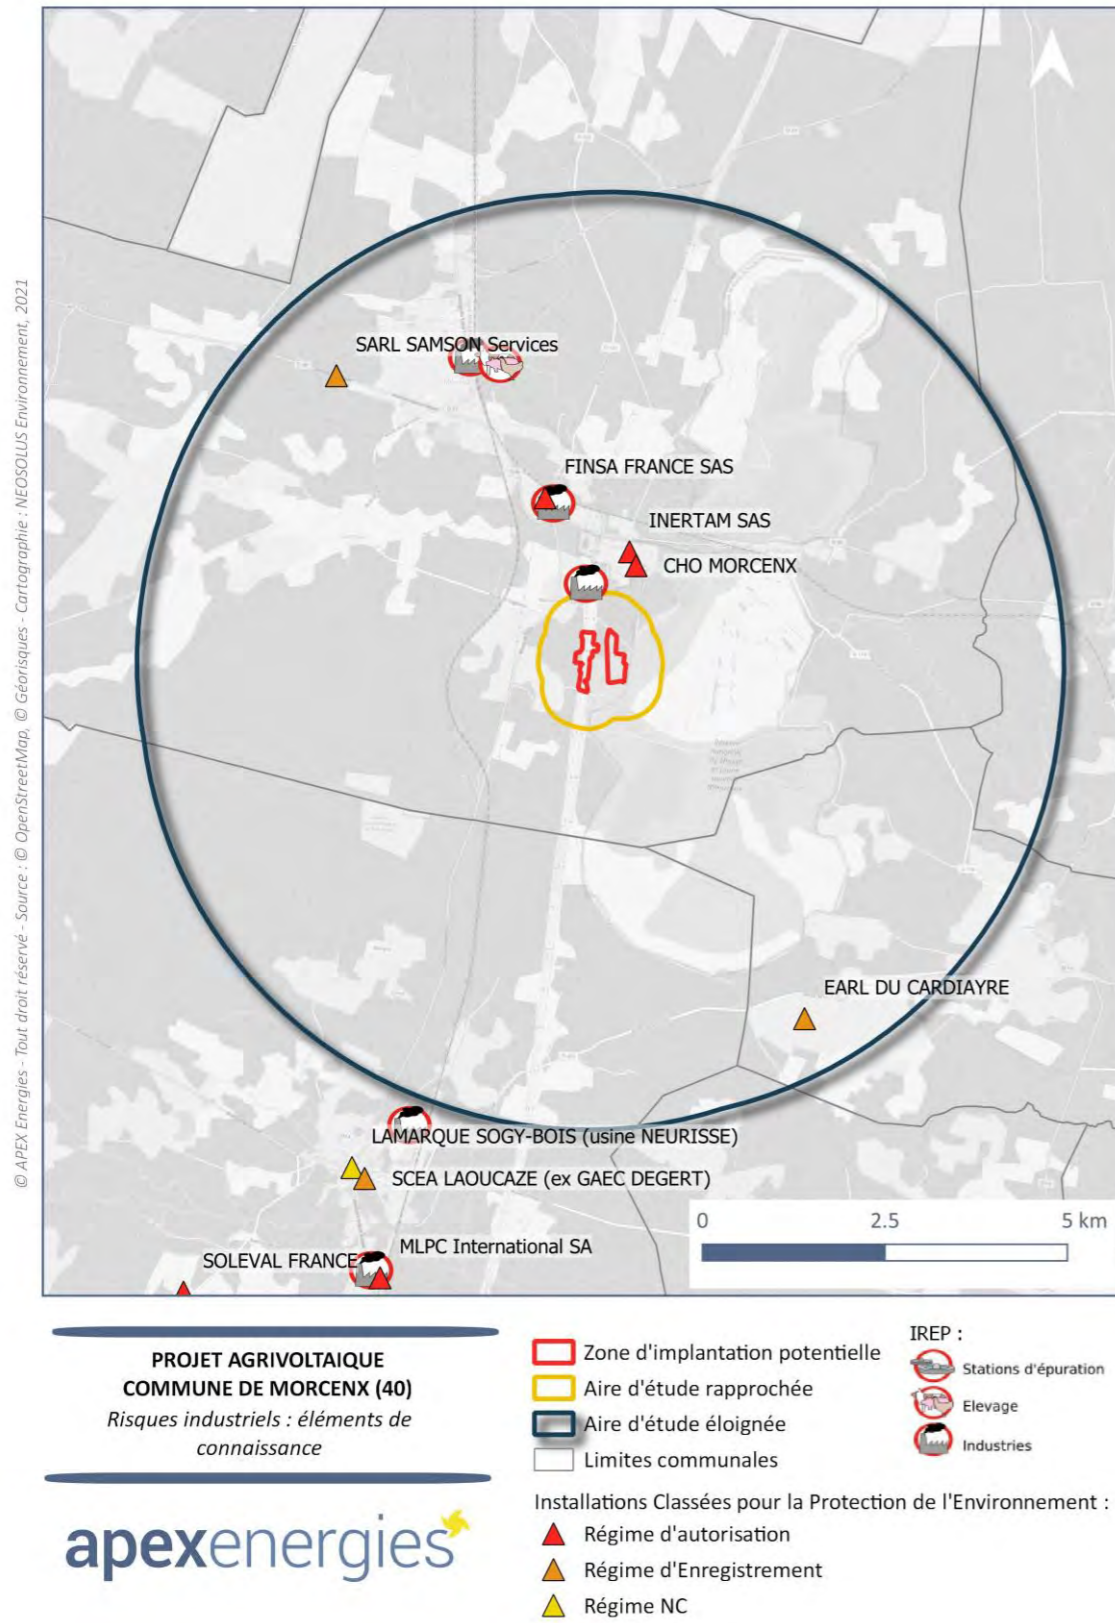 SARL SAMSON Services
FINSA FRANCE SAS
INERTAM SAS
CHO MORCENX
EARL DU CARDIAYRE
LAMARQUE SOGY-BOIS (usine NEURISSE)
SCEA LAOUCAZE (ex GAEC DEGERT)
MLPC International SA
SOLEVAL FRANCE
0 2.5 5 km
© APEX Energies - Tout droit réservé - Source : © OpenStreetMap, © Géorisques - Cartographie : NEOSOLUS Environnement, 2021
PROJET AGRIVOLTAIQUE
COMMUNE DE MORCENX (40)
Risques industriels : éléments de
connaissance
apexenergies
Zone d'implantation potentielle
Aire d'étude rapprochée
Aire d'étude éloignée
Limites communales
IREP :
Stations d'épuration
Elevage
Industries
Installations Classées pour la Protection de l'Environnement :
Régime d'autorisation
Régime d'Enregistrement
Régime NC